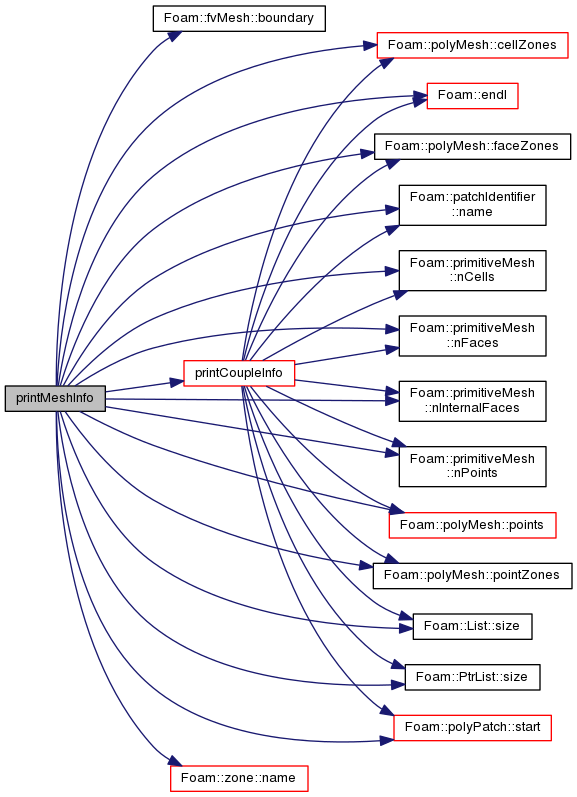 Foam::fvMesh::boundary
Foam::polyMesh::cellZones
Foam::endl
Foam::polyMesh::faceZones
Foam::patchIdentifier
::name
Foam::primitiveMesh
::nCells
Foam::primitiveMesh
::nFaces
printCoupleInfo
printMeshInfo
Foam::primitiveMesh
::nInternalFaces
Foam::primitiveMesh
::nPoints
Foam::polyMesh::points
Foam::polyMesh::pointZones
Foam::List::size
Foam::PtrList::size
Foam::polyPatch::start
Foam::zone::name